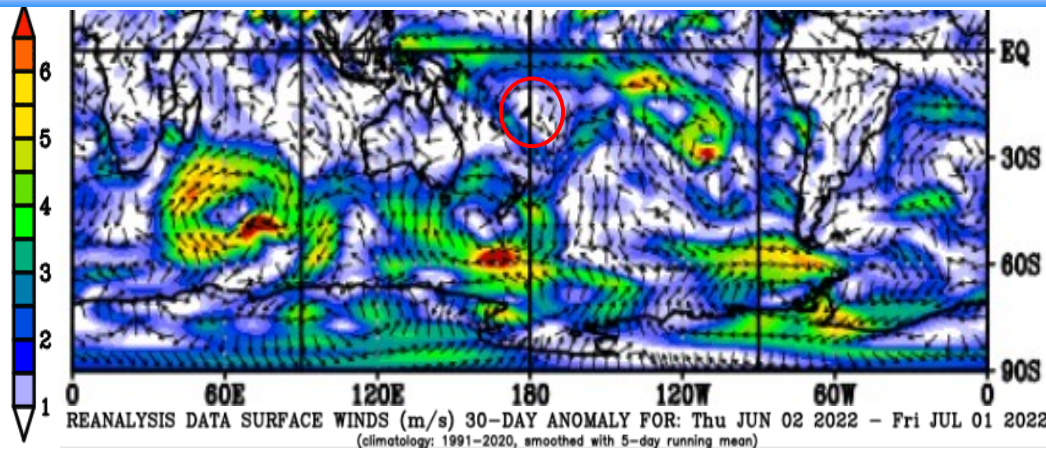 6
5
4
3
2
1
EQ
30S
60S
90S
0 60E 120E 180 120W 60W 0
REANALYSIS DATA SURFACE WINDS (m/s) 30-DAY ANOMALY FOR: Thu JUN 02 2022 – Fri JUL 01 2022
(climatology: 1991-2020, smoothed with 5-day running mean)